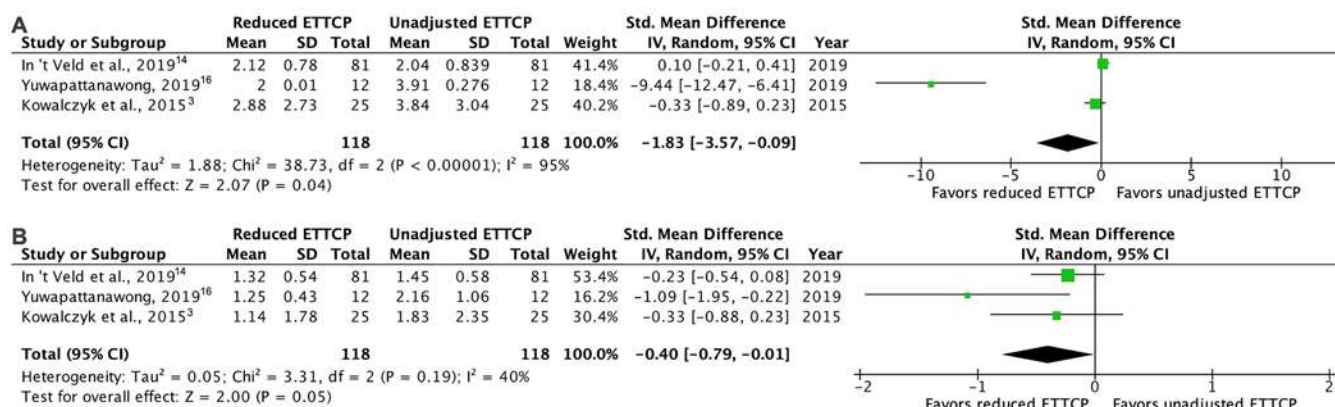 A
Reduced ETTCP Unadjusted ETTCP Std. Mean Difference Std. Mean Difference
Study or Subgroup Mean SD Total Mean SD Total Weight IV, Random, 95% CI Year IV, Random, 95% CI
In 't Veld et al., 2019¹⁴ 2.12 0.78 81 2.04 0.839 81 41.4% 0.10 [-0.21, 0.41] 2019
Yuwapattanawong, 2019¹⁶ 2 0.01 12 3.91 0.276 12 18.4% -9.44 [-12.47, -6.41] 2019
Kowalczyk et al., 2015³ 2.88 2.73 25 3.84 3.04 25 40.2% -0.33 [-0.89, 0.23] 2015
Total (95% CI) 118 118 100.0% -1.83 [-3.57, -0.09]
Heterogeneity: Tau² = 1.88; Chi² = 38.73, df = 2 (P < 0.00001); I² = 95%
Test for overall effect: Z = 2.07 (P = 0.04)
-10 -5 0 5 10
Favors reduced ETTCP Favors unadjusted ETTCP
B
Reduced ETTCP Unadjusted ETTCP Std. Mean Difference Std. Mean Difference
Study or Subgroup Mean SD Total Mean SD Total Weight IV, Random, 95% CI Year IV, Random, 95% CI
In 't Veld et al., 2019¹⁴ 1.32 0.54 81 1.45 0.58 81 53.4% -0.23 [-0.54, 0.08] 2019
Yuwapattanawong, 2019¹⁶ 1.25 0.43 12 2.16 1.06 12 16.2% -1.09 [-1.95, -0.22] 2019
Kowalczyk et al., 2015³ 1.14 1.78 25 1.83 2.35 25 30.4% -0.33 [-0.88, 0.23] 2015
Total (95% CI) 118 118 100.0% -0.40 [-0.79, -0.01]
Heterogeneity: Tau² = 0.05; Chi² = 3.31, df = 2 (P = 0.19); I² = 40%
Test for overall effect: Z = 2.00 (P = 0.05)
-2 -1 0 1 2
Favors reduced ETTCP Favors unadjusted ETTCP